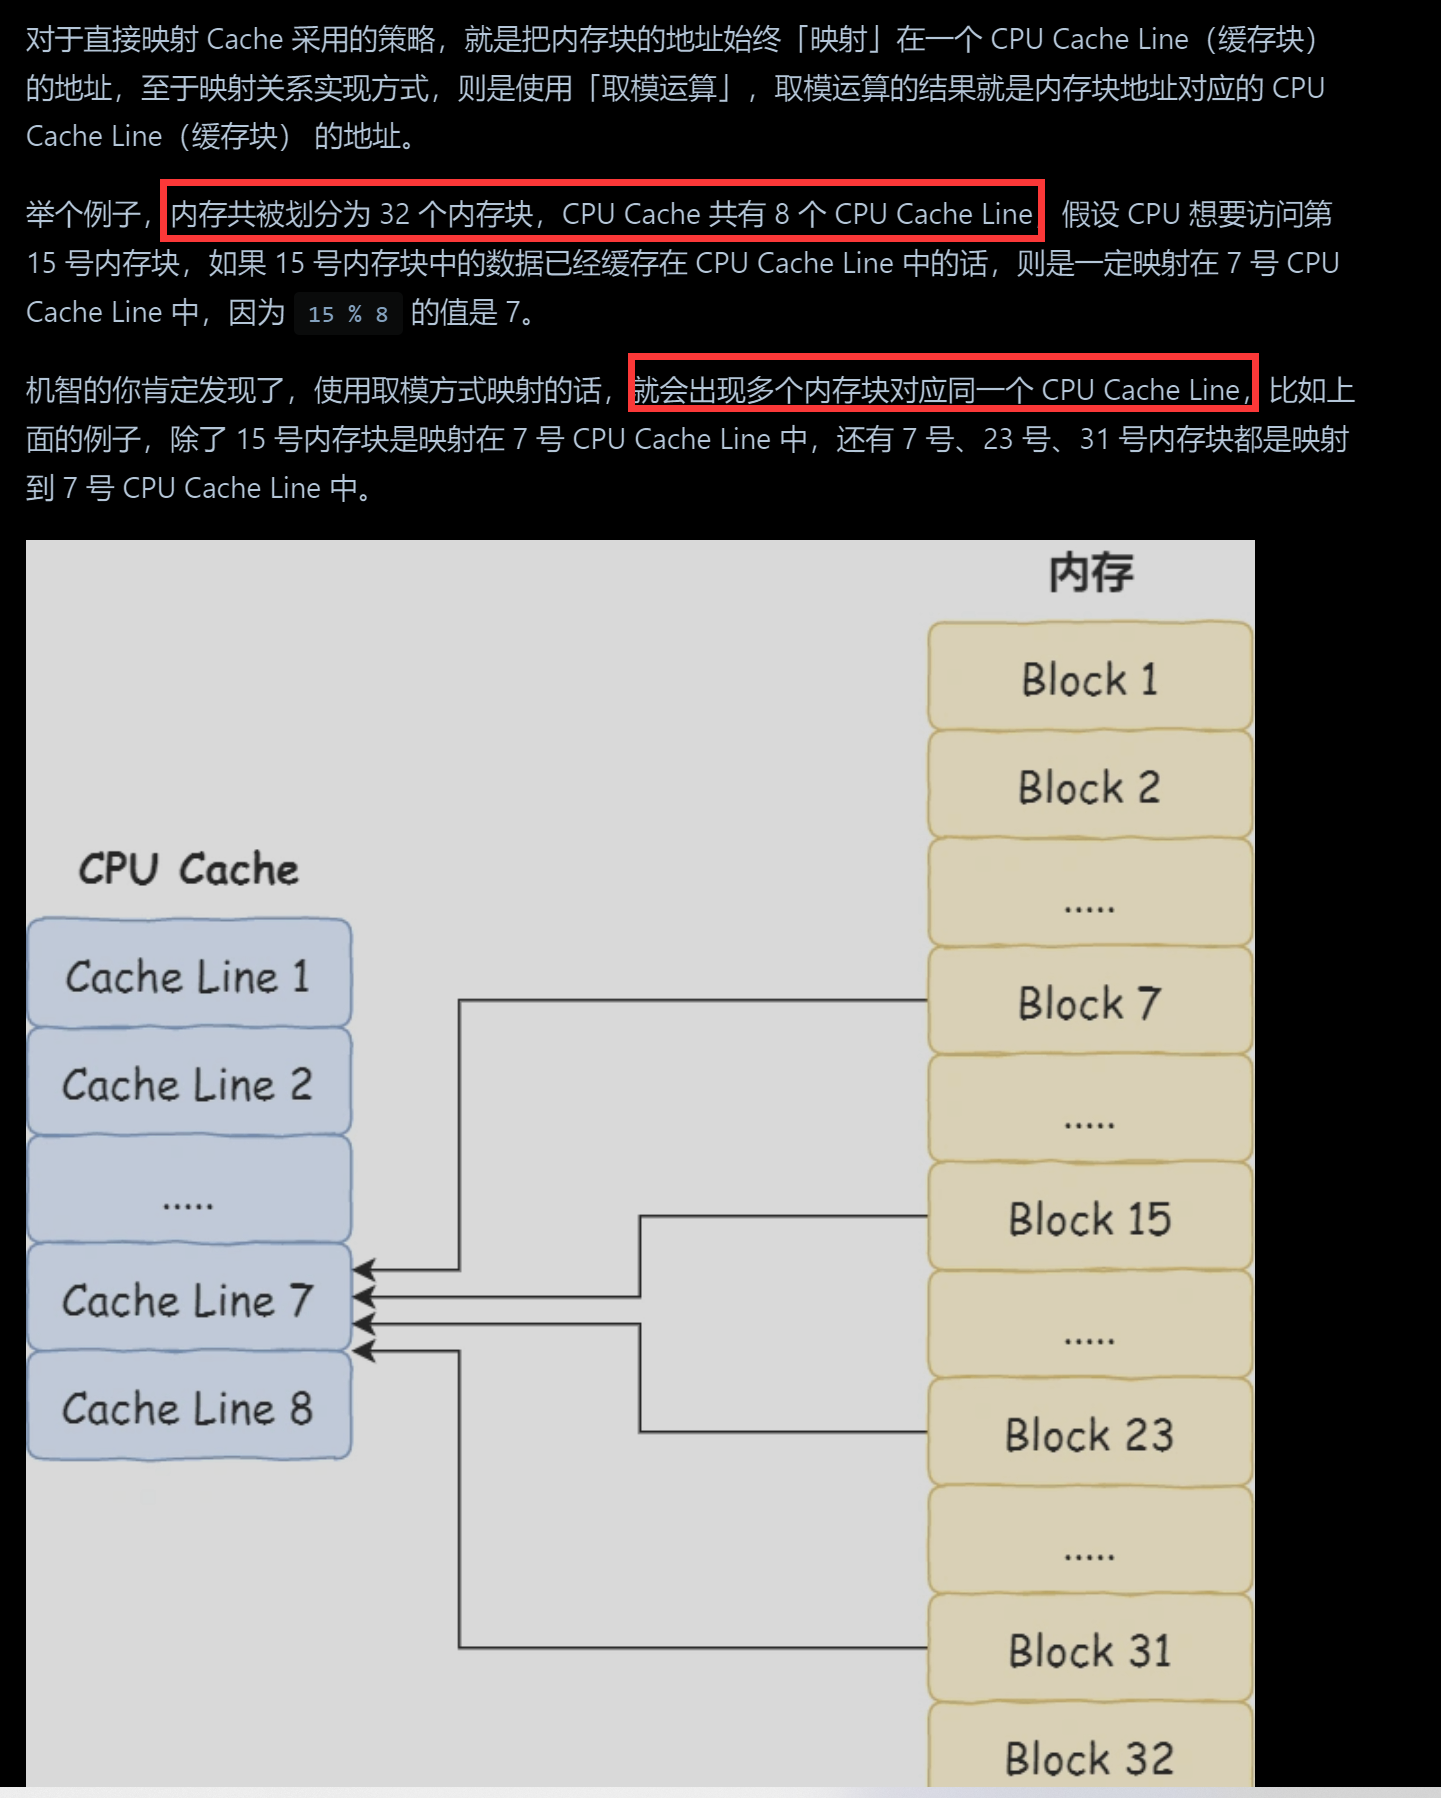 对于直接映射 Cache 采用的策略，就是把内存块的地址始终「映射」在一个 CPU Cache Line（缓存块）
的地址，至于映射关系实现方式，则是使用「取模运算」，取模运算的结果就是内存块地址对应的 CPU
Cache Line（缓存块） 的地址。
举个例子，内存共被划分为 32 个内存块，CPU Cache 共有 8 个 CPU Cache Line 假设 CPU 想要访问第
15 号内存块，如果 15 号内存块中的数据已经缓存在 CPU Cache Line 中的话，则是一定映射在 7 号 CPU
Cache Line 中，因为 15 % 8 的值是 7。
机智的你肯定发现了，使用取模方式映射的话，就会出现多个内存块对应同一个 CPU Cache Line，比如上
面的例子，除了 15 号内存块是映射在 7 号 CPU Cache Line 中，还有 7 号、23 号、31 号内存块都是映射
到 7 号 CPU Cache Line 中。
内存
Block 1
Block 2
.....
Block 7
.....
Block 15
.....
Block 23
.....
Block 31
Block 32
CPU Cache
Cache Line 1
Cache Line 2
.....
Cache Line 7
Cache Line 8